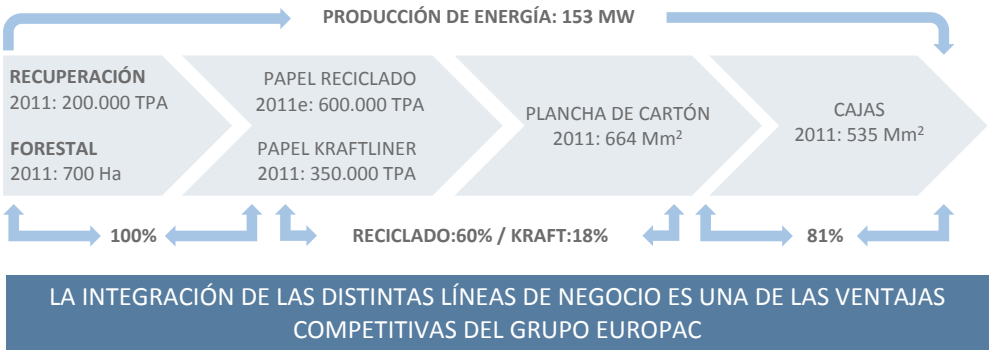 PRODUCCIÓN DE ENERGÍA: 153 MW
RECUPERACIÓN
2011: 200.000 TPA
FORESTAL
2011: 700 Ha
PAPEL RECICLADO
2011e: 600.000 TPA
PAPEL KRAFTLINER
2011: 350.000 TPA
PLANCHA DE CARTÓN
2011: 664 Mm²
CAJAS
2011: 535 Mm²
100%
RECICLADO:60% / KRAFT:18%
81%
LA INTEGRACIÓN DE LAS DISTINTAS LÍNEAS DE NEGOCIO ES UNA DE LAS VENTAJAS
COMPETITIVAS DEL GRUPO EUROPAC